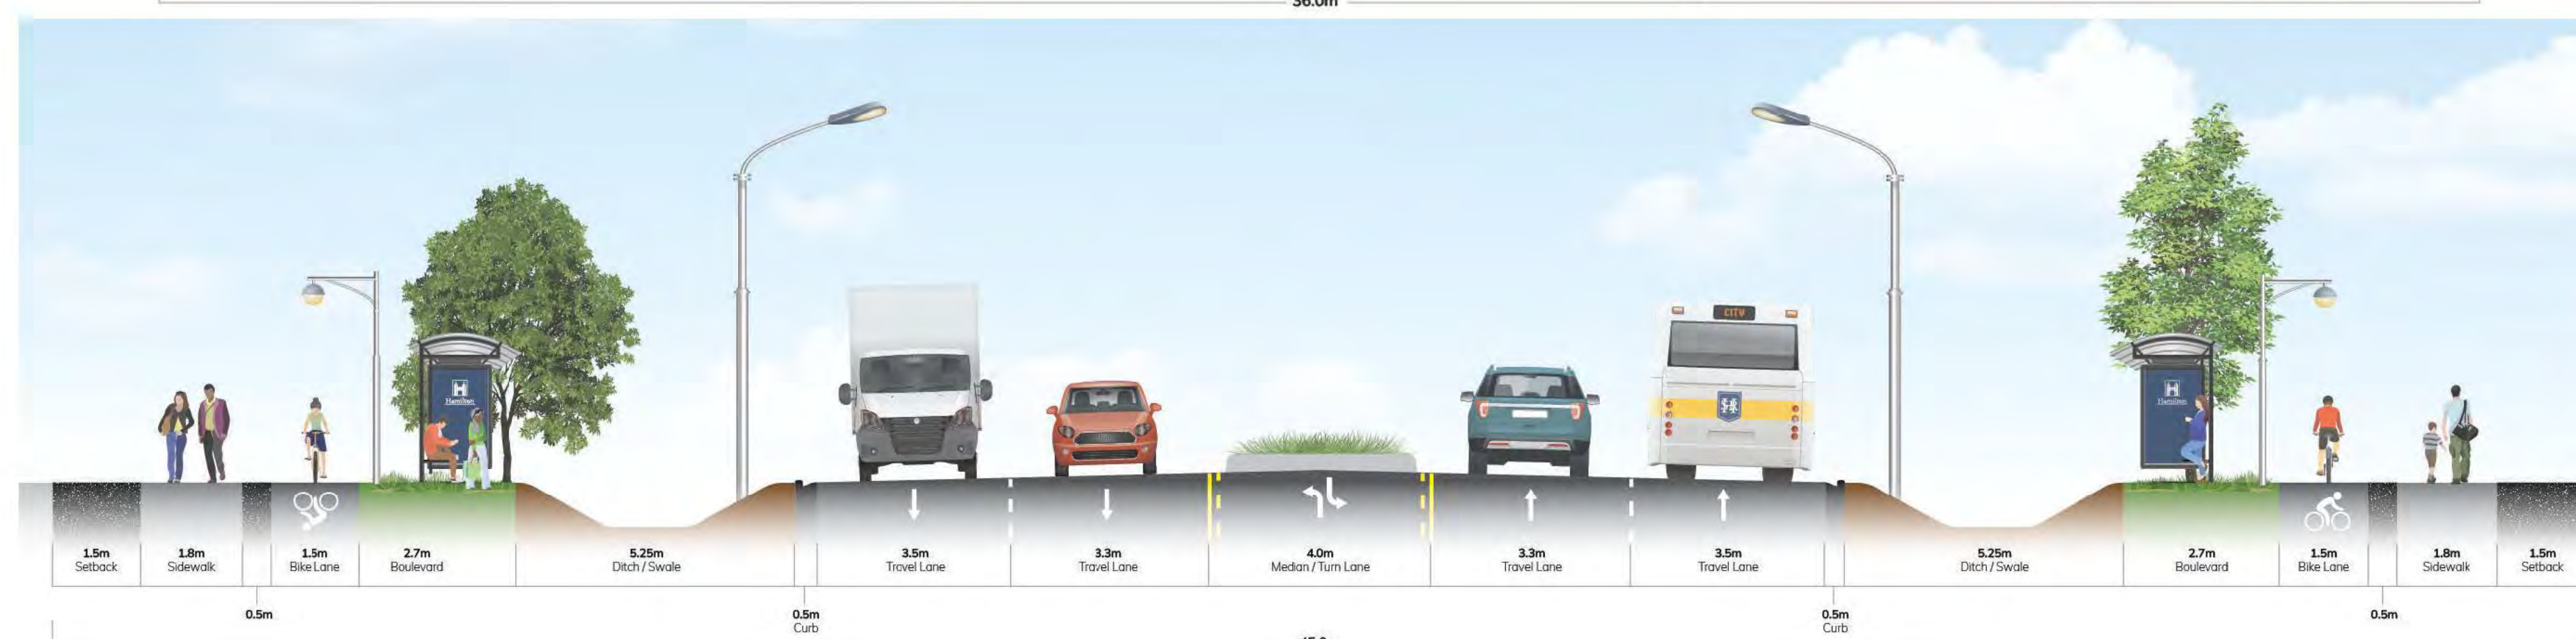 36.0m
CITY
H
Hamilton
H
Hamilton
1.5m
Setback
1.8m
Sidewalk
1.5m
Bike Lane
2.7m
Boulevard
5.25m
Ditch / Swale
3.5m
Travel Lane
3.3m
Travel Lane
4.0m
Median / Turn Lane
3.3m
Travel Lane
3.5m
Travel Lane
5.25m
Ditch / Swale
2.7m
Boulevard
1.5m
Bike Lane
1.8m
Sidewalk
1.5m
Setback
0.5m
0.5m
Curb
0.5m
Curb
0.5m